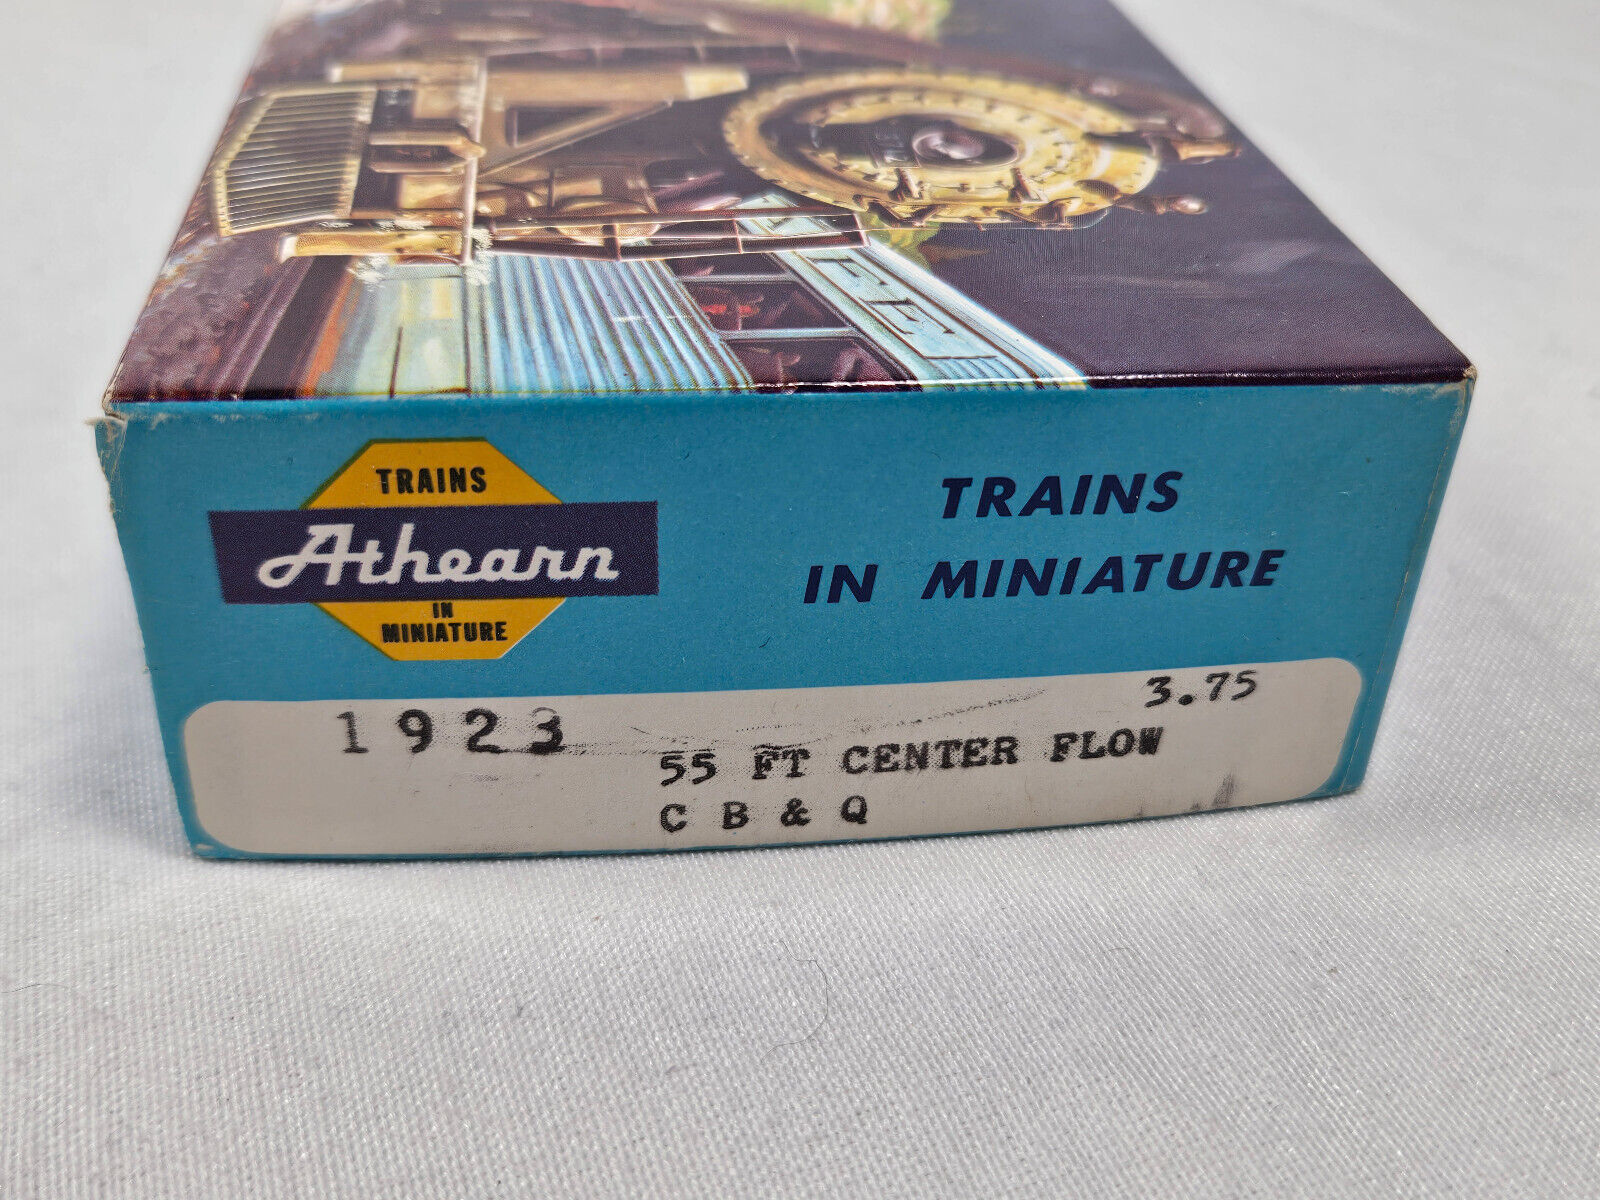 TRAINS
Athearn
IN
MINIATURE
TRAINS
IN MINIATURE
1923
3.75
55 FT CENTER FLOW
C B & Q